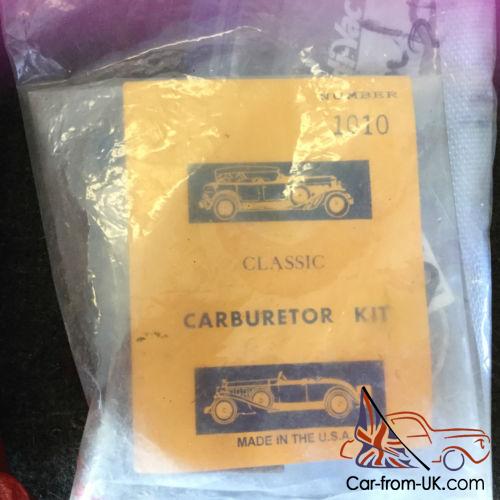 NUMBER
1010
CLASSIC
CARBURETOR KIT
MADE IN THE U.S.A.
Car-from-UK.com